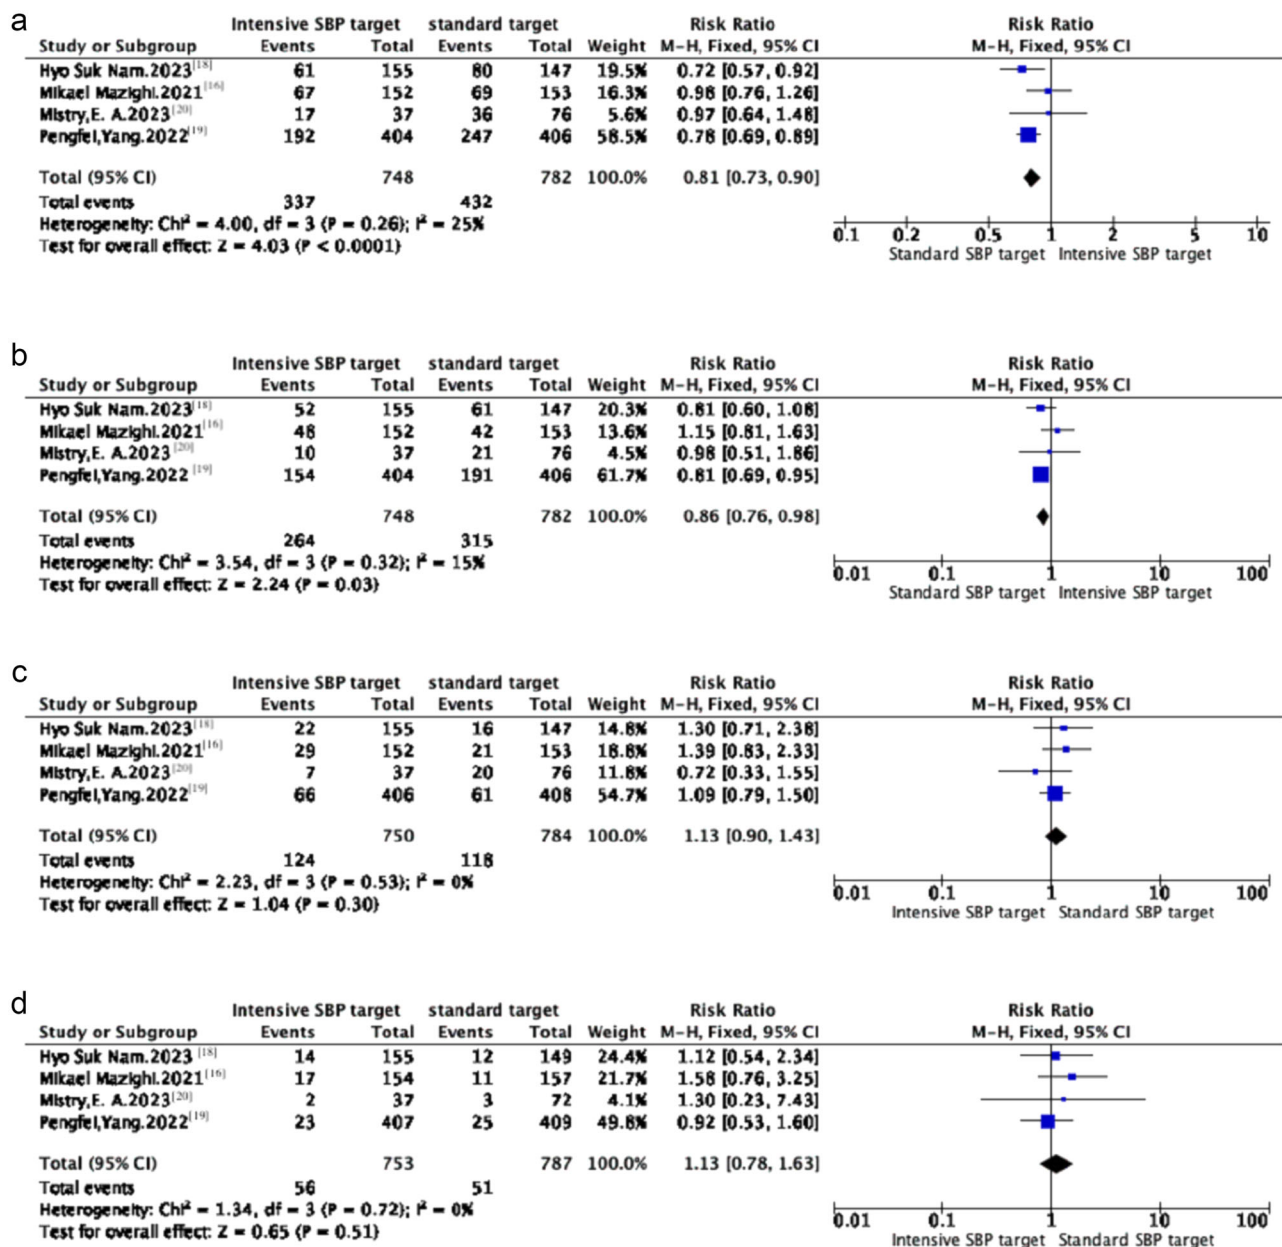 a
Intensive SBP target standard target Risk Ratio Risk Ratio
Study or Subgroup Events Total Events Total Weight M-H, Fixed, 95% CI M-H, Fixed, 95% CI
Hyo Suk Nam.2023[18] 61 155 80 147 19.5% 0.72 [0.57, 0.92]
Mikael Mazighi.2021[16] 67 152 69 153 16.3% 0.98 [0.76, 1.26]
Mistry,E. A.2023[20] 17 37 36 76 5.6% 0.97 [0.64, 1.48]
Pengfei,Yang.2022[19] 192 404 247 406 58.5% 0.78 [0.69, 0.89]
Total (95% CI) 748 782 100.0% 0.81 [0.73, 0.90]
Total events 337 432
Heterogeneity: Chi² = 4.00, df = 3 (P = 0.26); I² = 25%
Test for overall effect: Z = 4.03 (P < 0.0001)
0.1 0.2 0.5 1 2 5 10
Standard SBP target Intensive SBP target
b
Intensive SBP target standard target Risk Ratio Risk Ratio
Study or Subgroup Events Total Events Total Weight M-H, Fixed, 95% CI M-H, Fixed, 95% CI
Hyo Suk Nam.2023[18] 52 155 61 147 20.3% 0.81 [0.60, 1.08]
Mikael Mazighi.2021[16] 48 152 42 153 13.6% 1.15 [0.81, 1.63]
Mistry,E. A.2023[20] 10 37 21 76 4.5% 0.98 [0.51, 1.86]
Pengfei,Yang.2022[19] 154 404 191 406 61.7% 0.81 [0.69, 0.95]
Total (95% CI) 748 782 100.0% 0.86 [0.76, 0.98]
Total events 264 315
Heterogeneity: Chi² = 3.54, df = 3 (P = 0.32); I² = 15%
Test for overall effect: Z = 2.24 (P = 0.03)
0.01 0.1 1 10 100
Standard SBP target Intensive SBP target
c
Intensive SBP target standard target Risk Ratio Risk Ratio
Study or Subgroup Events Total Events Total Weight M-H, Fixed, 95% CI M-H, Fixed, 95% CI
Hyo Suk Nam.2023[18] 22 155 16 147 14.8% 1.30 [0.71, 2.38]
Mikael Mazighi.2021[16] 29 152 21 153 18.8% 1.39 [0.83, 2.33]
Mistry,E. A.2023[20] 7 37 20 76 11.8% 0.72 [0.33, 1.55]
Pengfei,Yang.2022[19] 66 406 61 408 54.7% 1.09 [0.79, 1.50]
Total (95% CI) 750 784 100.0% 1.13 [0.90, 1.43]
Total events 124 118
Heterogeneity: Chi² = 2.23, df = 3 (P = 0.53); I² = 0%
Test for overall effect: Z = 1.04 (P = 0.30)
0.01 0.1 1 10 100
Intensive SBP target Standard SBP target
d
Intensive SBP target standard target Risk Ratio Risk Ratio
Study or Subgroup Events Total Events Total Weight M-H, Fixed, 95% CI M-H, Fixed, 95% CI
Hyo Suk Nam.2023 [18] 14 155 12 149 24.4% 1.12 [0.54, 2.34]
Mikael Mazighi.2021[16] 17 154 11 157 21.7% 1.58 [0.76, 3.25]
Mistry,E. A.2023[20] 2 37 3 72 4.1% 1.30 [0.23, 7.43]
Pengfei,Yang.2022[19] 23 407 25 409 49.8% 0.92 [0.53, 1.60]
Total (95% CI) 753 787 100.0% 1.13 [0.78, 1.63]
Total events 56 51
Heterogeneity: Chi² = 1.34, df = 3 (P = 0.72); I² = 0%
Test for overall effect: Z = 0.65 (P = 0.51)
0.01 0.1 1 10 100
Intensive SBP target Standard SBP target